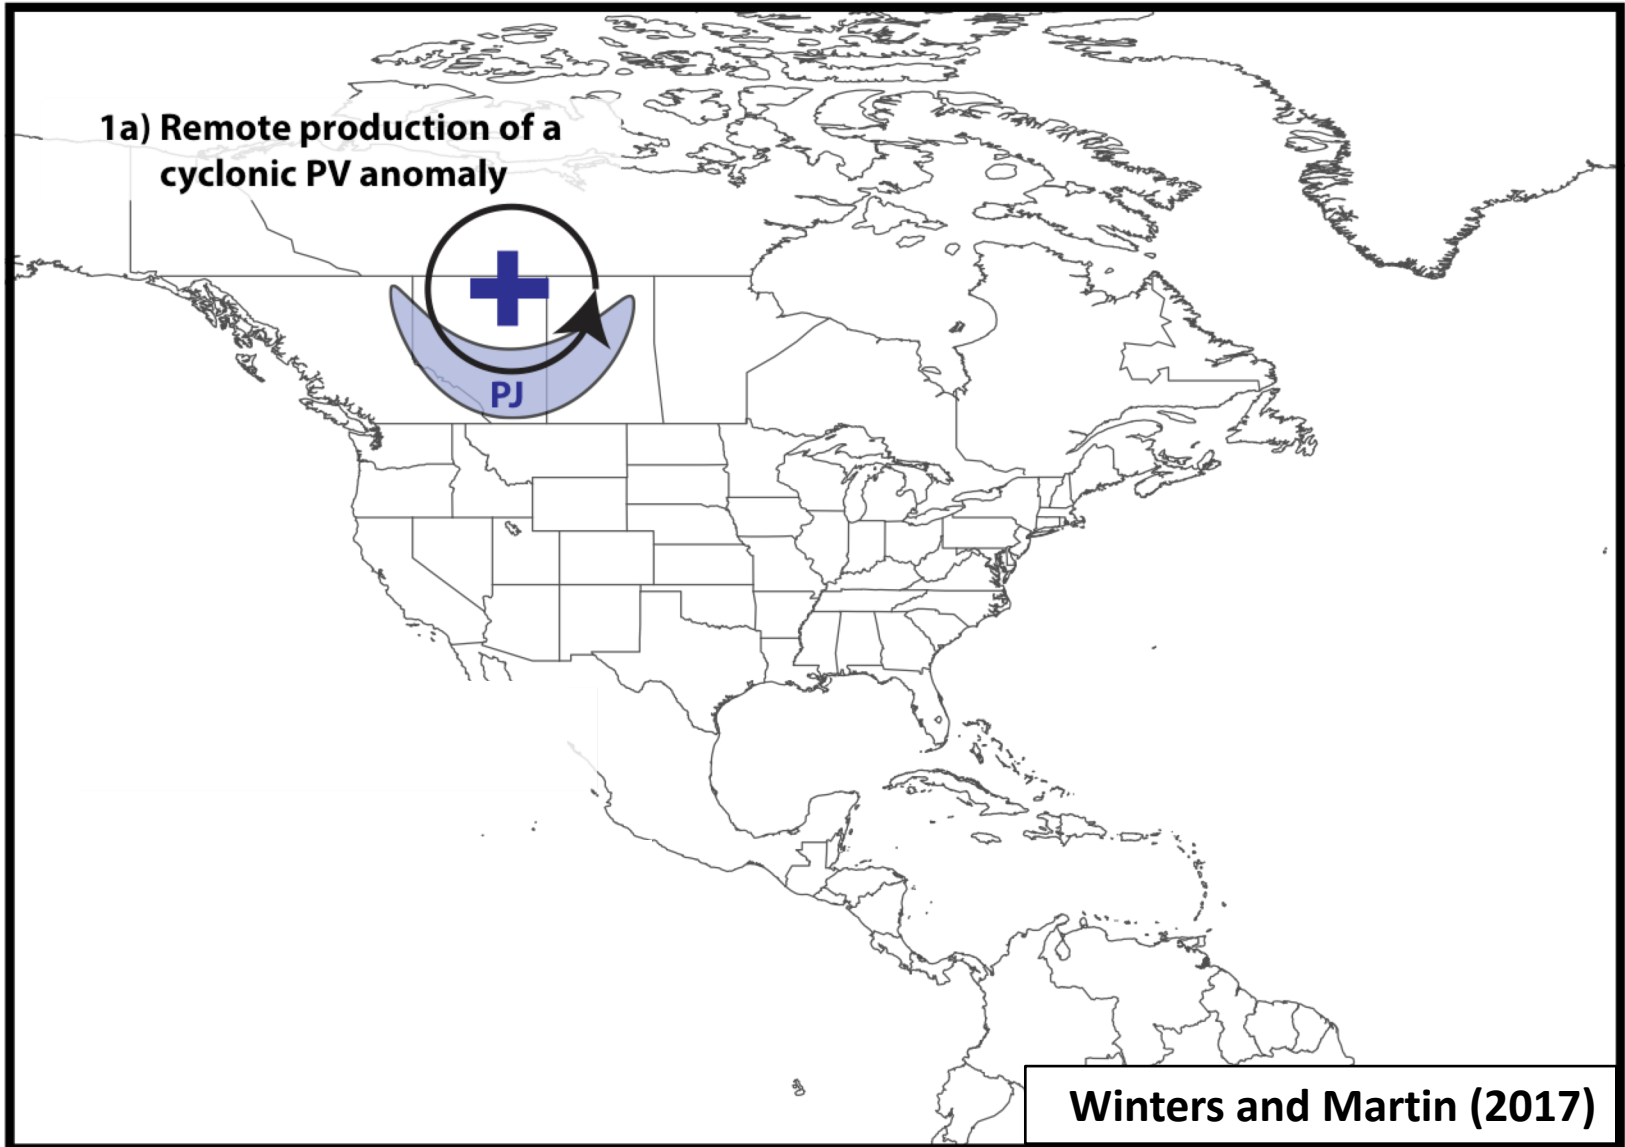 1a) Remote production of a
cyclonic PV anomaly
PJ
Winters and Martin (2017)